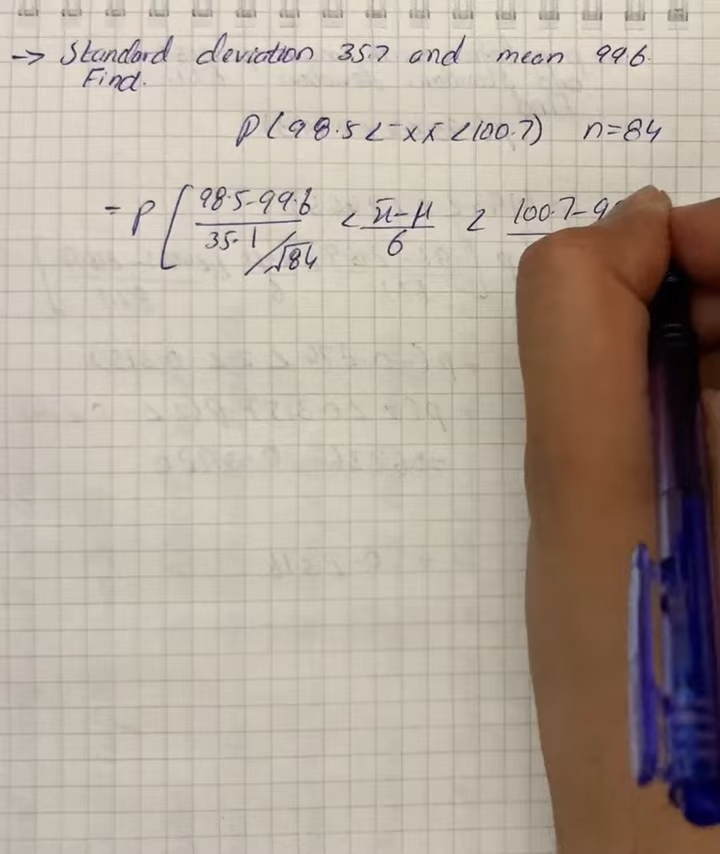 → Standard deviation 35.7 and mean 99.6.
Find.
P(98.5 < x̄ < 100.7) n=84
= P [ 98.5-99.6 / 35.1/√84 < x̄-μ / 6 < 100.7-9